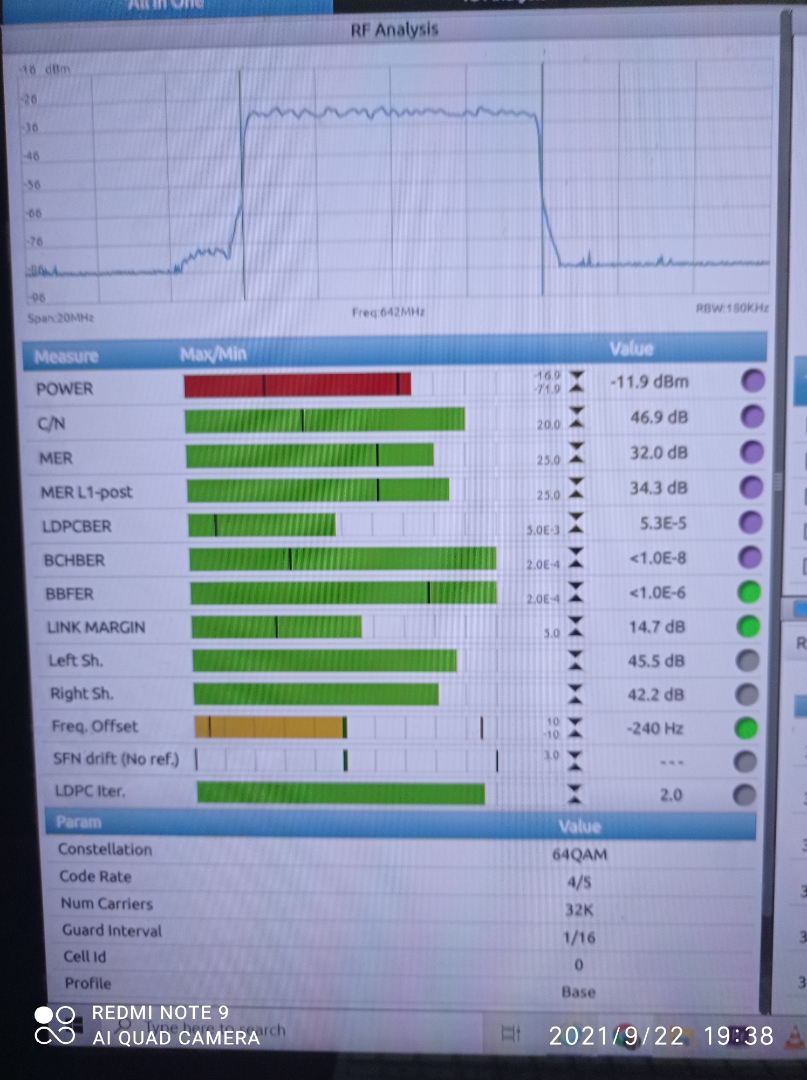 All In One
RF Analysis
-16 dBm
-26
-36
-46
-56
-66
-76
-86
-96
Span:20MHz Freq:642MHz RBW:180KHz
Measure Max/Min Value
POWER -16.9 -71.9 -11.9 dBm
C/N 20.0 46.9 dB
MER 25.0 32.0 dB
MER L1-post 25.0 34.3 dB
LDPCBER 5.0E-3 5.3E-5
BCHBER 2.0E-4 <1.0E-8
BBFER 2.0E-4 <1.0E-6
LINK MARGIN 5.0 14.7 dB
Left Sh. 45.5 dB
Right Sh. 42.2 dB
Freq. Offset 10 -10 -240 Hz
SFN drift (No ref.) 3.0 ---
LDPC Iter. 2.0
Param Value
Constellation 64QAM
Code Rate 4/5
Num Carriers 32K
Guard Interval 1/16
Cell Id 0
Profile Base
Type here to search
REDMI NOTE 9
AI QUAD CAMERA
2021/9/22 19:38